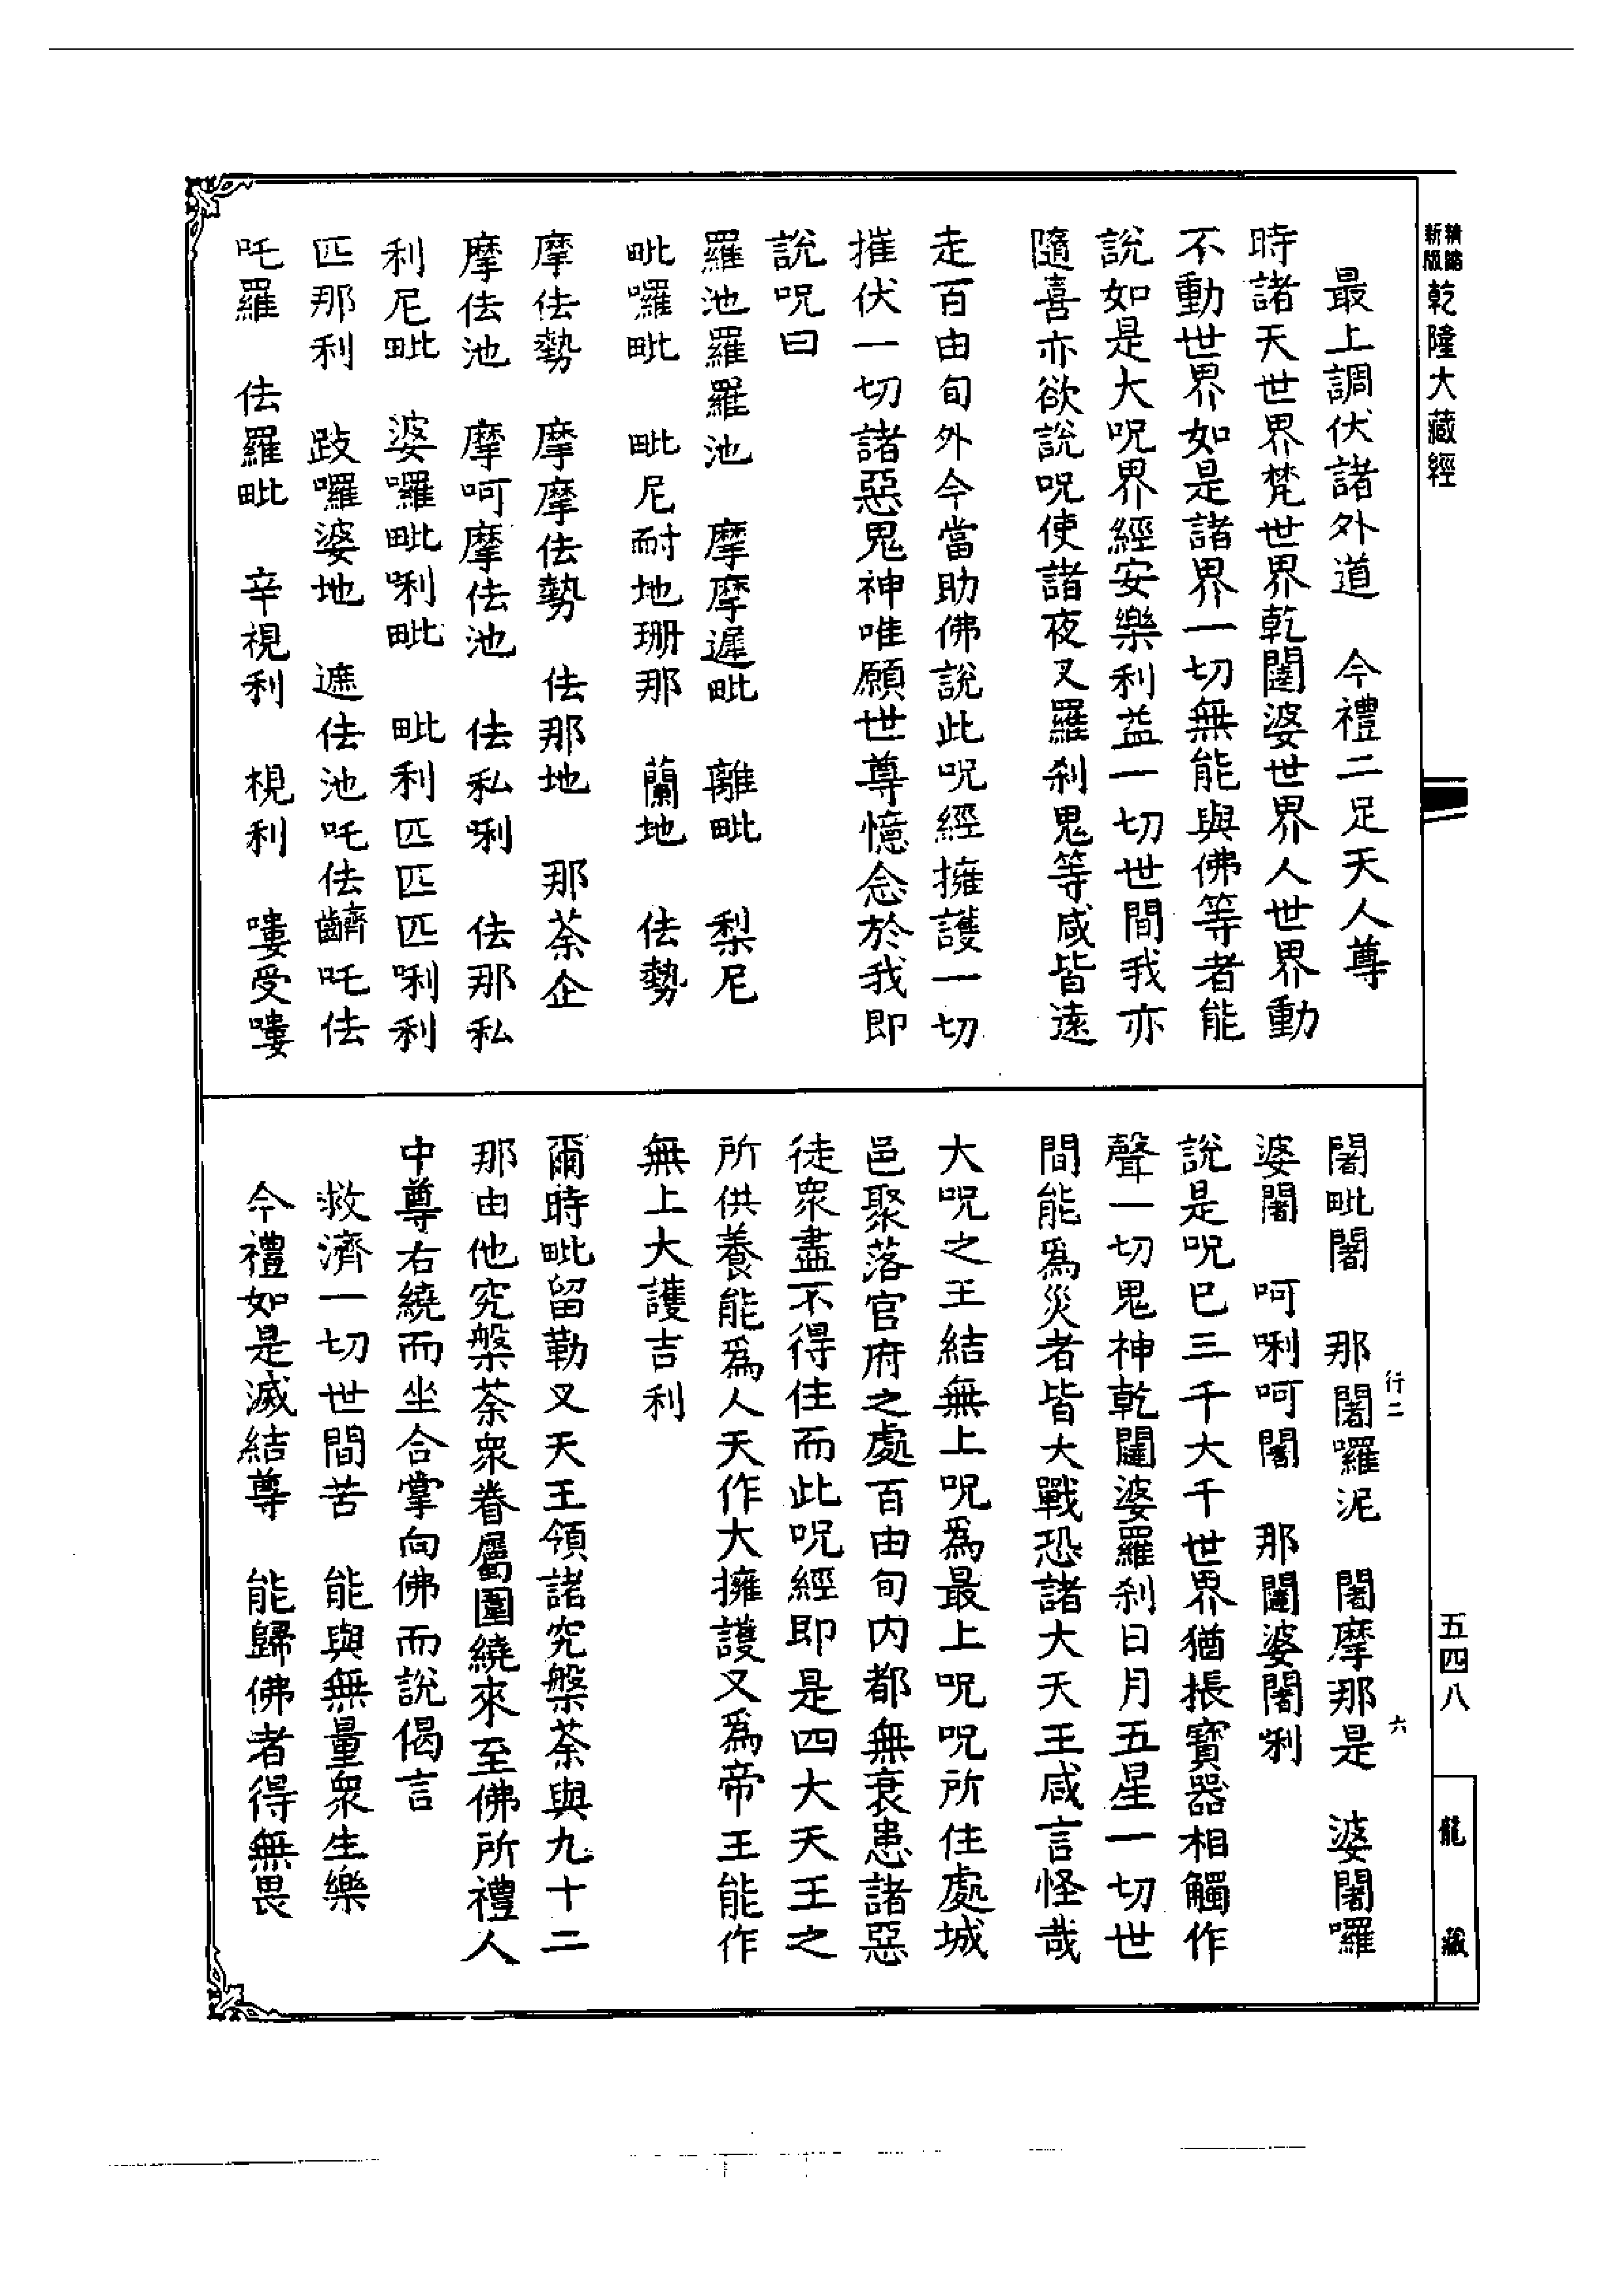 新版精縮乾隆大藏經
最上調伏諸外道　今禮二足天人尊
時諸天世界梵世界乾闥婆世界人世界動
不動世界如是諸界一切無能與佛等者能
說如是大呪界經安樂利益一切世間我亦
隨喜亦欲說呪使諸夜叉羅刹鬼等咸皆遠
走百由旬外今當助佛說此呪經擁護一切
摧伏一切諸惡鬼神唯願世尊憶念於我即
說呪曰
羅池羅羅池　摩摩遲毗　離毗　梨尼
毗囉毗　毗尼耐地珊那　蘭地　佉勢
摩佉勢　摩摩佉勢　佉那地　那荼企
摩佉池　摩呵摩佉池　佉私唎　佉那私
利尼毗　婆囉毗唎毗　毗利匹匹匹唎利
匹那利　跂囉婆地　遮佉池吒佉齌吒佉
吒羅　佉羅毗　辛視利　梘利　嘍受嘍
闍毗闍　那闍囉泥　闍摩那是　婆闍囉
婆闍　呵唎呵闍　那闥婆闍唎
說是呪已三千大千世界猶振寶器相觸作
聲一切鬼神乾闥婆羅刹日月五星一切世
間能爲災者皆大戰恐諸大天王咸言怪哉
大呪之王結無上呪爲最上呪呪所住處城
邑聚落官府之處百由旬内都無衰患諸惡
徒衆盡不得住而此呪經即是四大天王之
所供養能爲人天作大擁護又爲帝王能作
無上大護吉利
爾時毗留勒叉天王領諸究槃荼與九十二
那由他究槃荼衆眷屬圍繞來至佛所禮人
中尊右繞而坐合掌向佛而說偈言
救濟一切世間苦　能與無量衆生樂
今禮如是滅結尊　能歸佛者得無畏
行二
六
五四八
龍藏